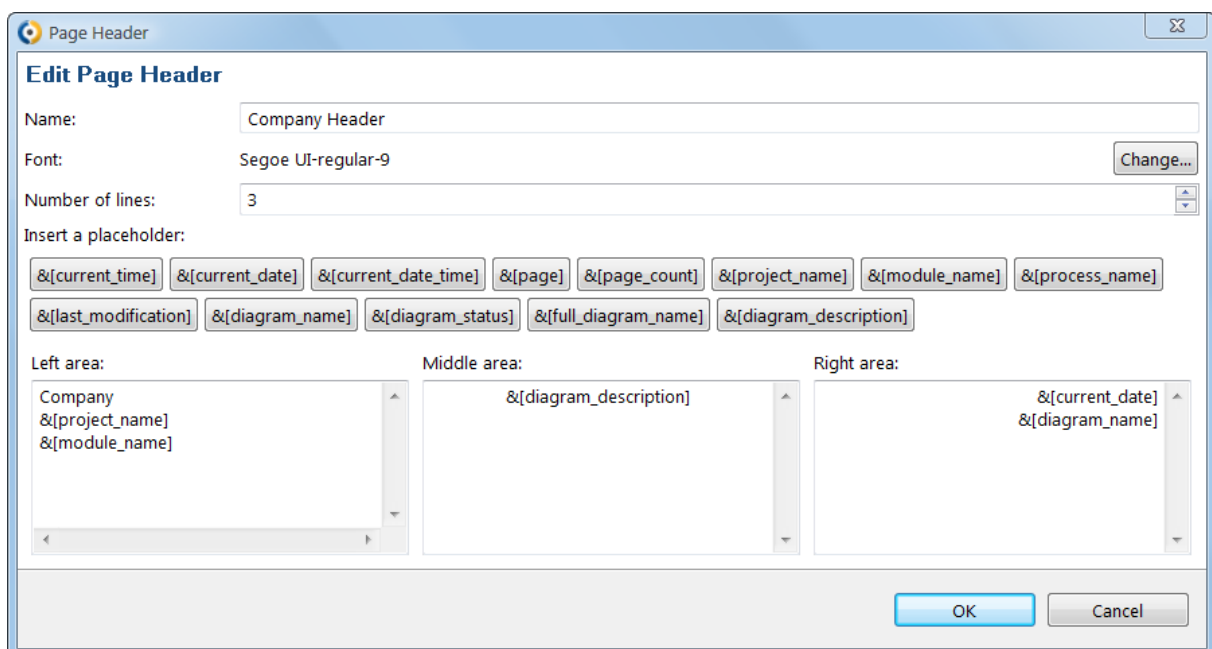 Page Header
Edit Page Header
Name: Company Header
Font: Segoe UI-regular-9 Change...
Number of lines: 3
Insert a placeholder:
&[current_time] &[current_date] &[current_date_time] &[page] &[page_count] &[project_name] &[module_name] &[process_name]
&[last_modification] &[diagram_name] &[diagram_status] &[full_diagram_name] &[diagram_description]
Left area: Middle area: Right area:
Company &[diagram_description] &[current_date]
&[project_name] &[diagram_name]
&[module_name]
OK Cancel